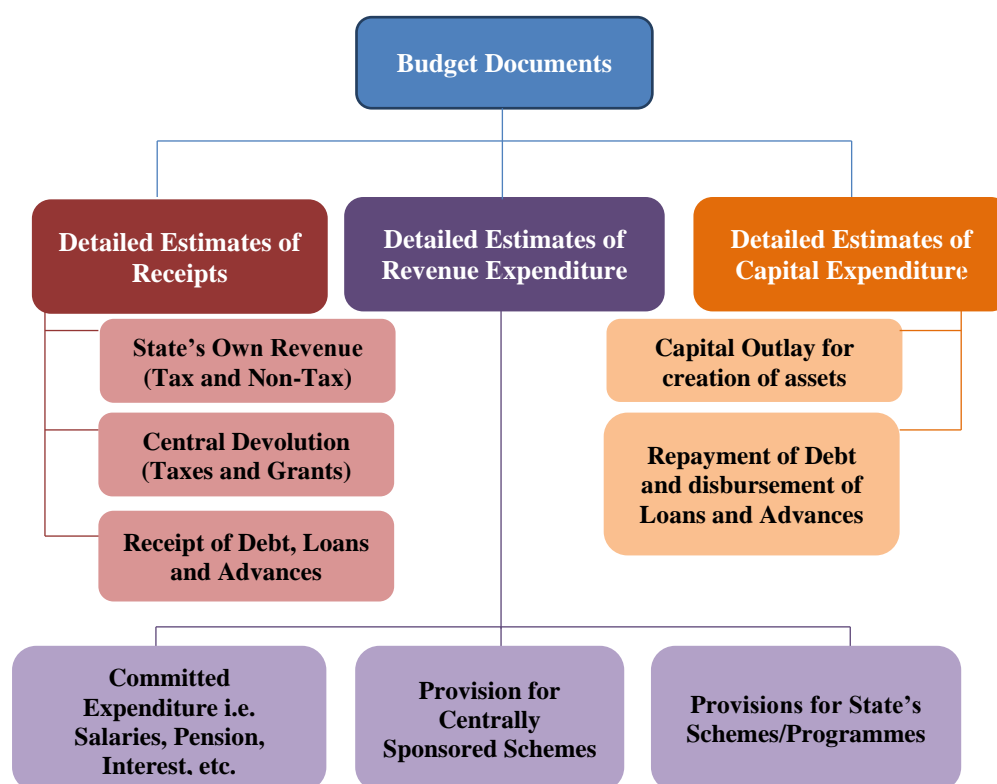 Budget Documents
Detailed Estimates of
Receipts
Detailed Estimates of
Revenue Expenditure
Detailed Estimates of
Capital Expenditure
State’s Own Revenue
(Tax and Non-Tax)
Central Devolution
(Taxes and Grants)
Receipt of Debt, Loans
and Advances
Capital Outlay for
creation of assets
Repayment of Debt
and disbursement of
Loans and Advances
Committed
Expenditure i.e.
Salaries, Pension,
Interest, etc.
Provision for
Centrally
Sponsored Schemes
Provisions for State’s
Schemes/Programmes